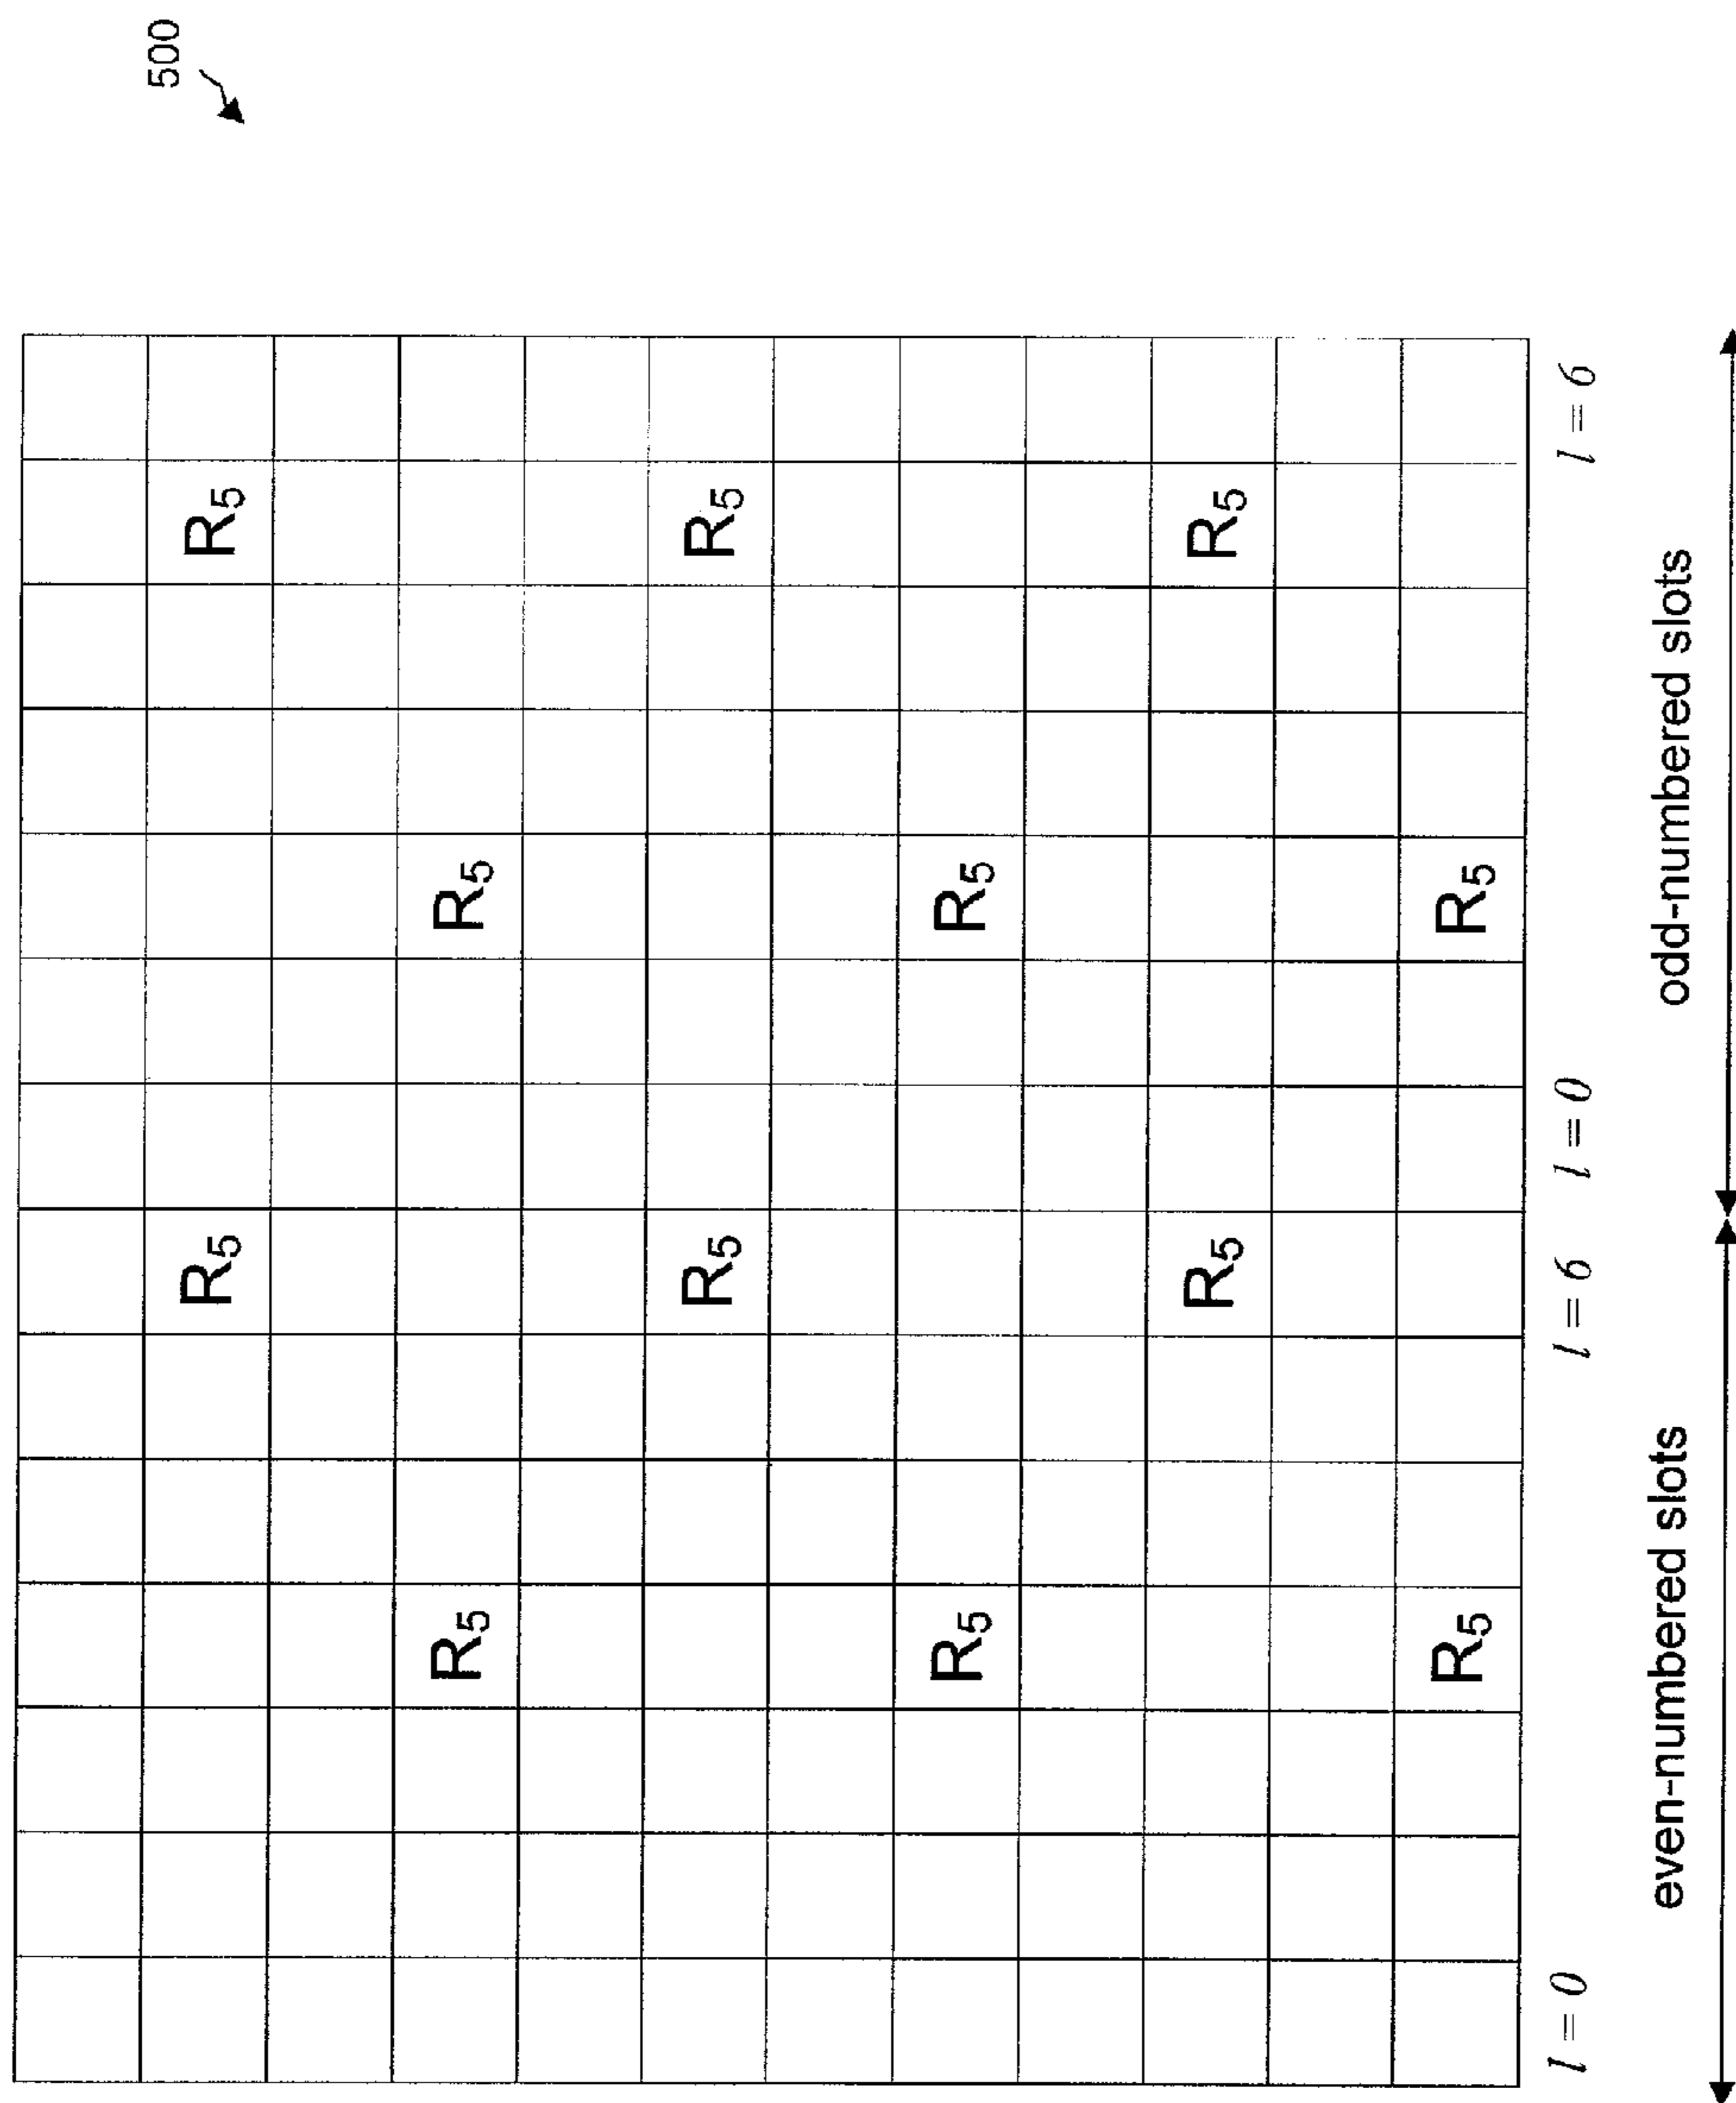 500
R₅ R₅
R₅ R₅
R₅ R₅
R₅ R₅
R₅ R₅
R₅ R₅
l = 0 l = 6 l = 0 l = 6
even-numbered slots odd-numbered slots